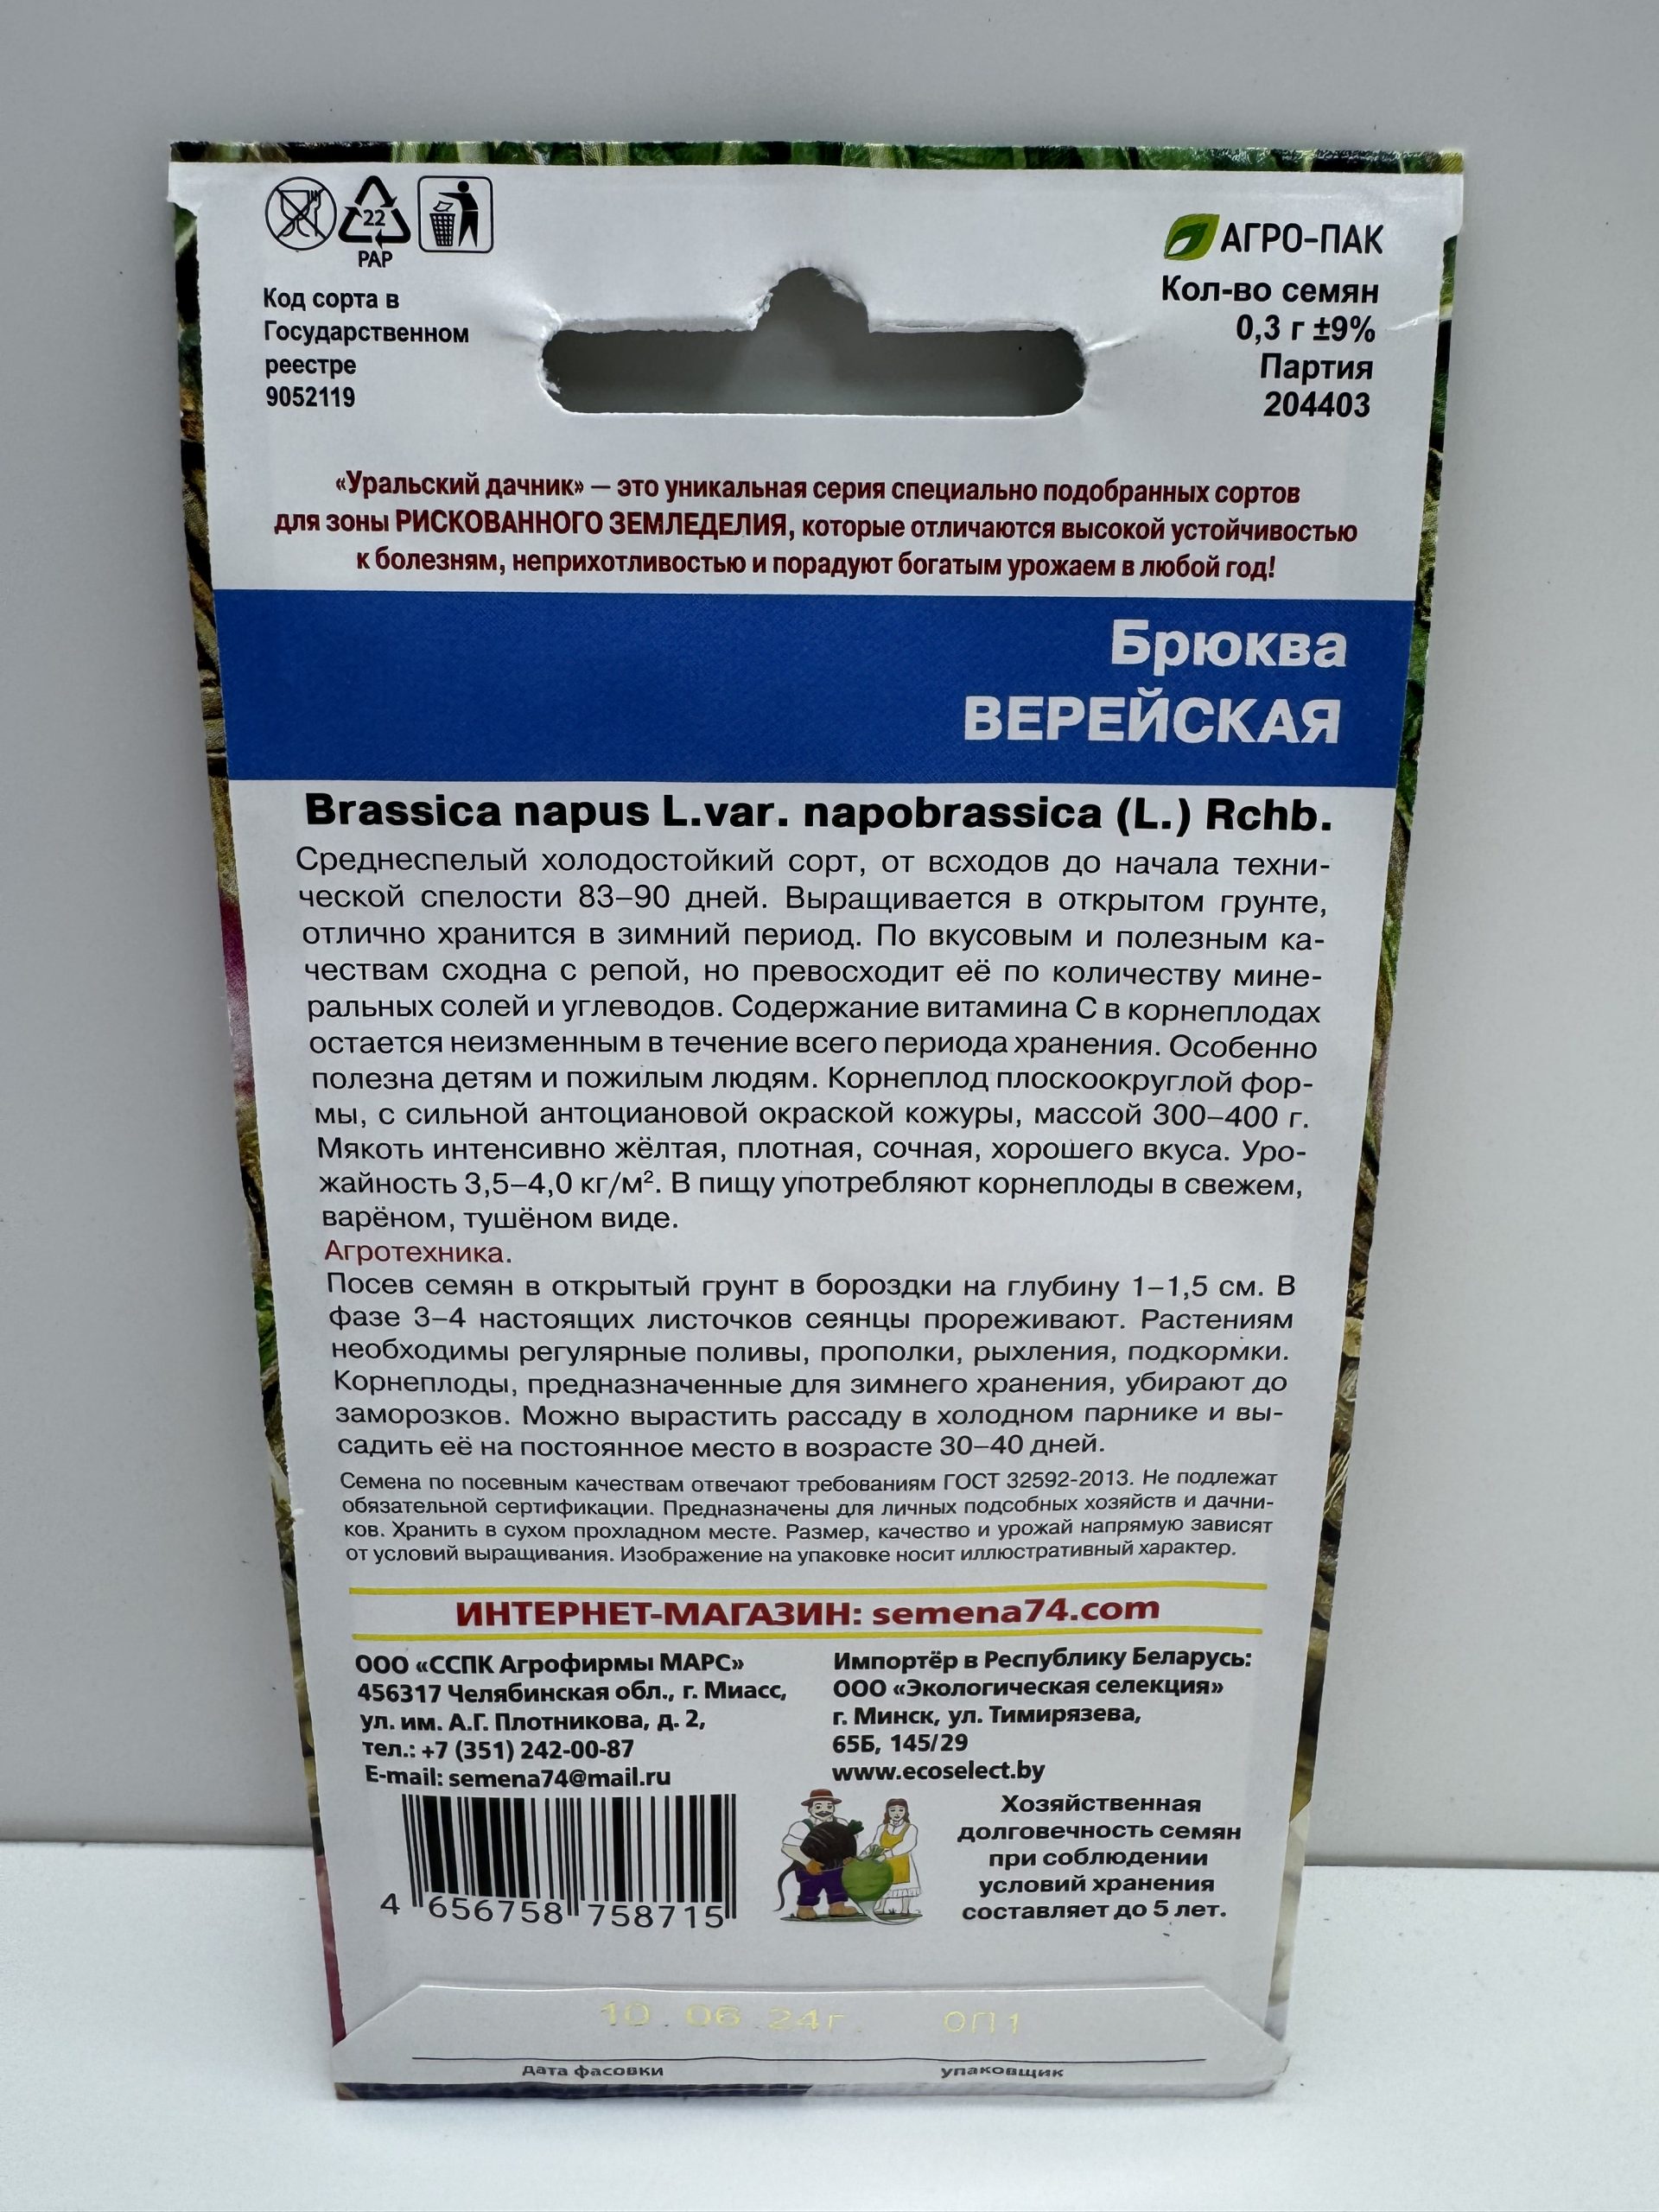 22
PAP
Код сорта в
Государственном
реестре
9052119
АГРО-ПАК
Кол-во семян
0,3 г ±9%
Партия
204403
«Уральский дачник» — это уникальная серия специально подобранных сортов
для зоны РИСКОВАННОГО ЗЕМЛЕДЕЛИЯ, которые отличаются высокой устойчивостью
к болезням, неприхотливостью и порадуют богатым урожаем в любой год!
Брюква
ВЕРЕЙСКАЯ
Brassica napus L.var. napobrassica (L.) Rchb.
Среднеспелый холодостойкий сорт, от всходов до начала техни-
ческой спелости 83–90 дней. Выращивается в открытом грунте,
отлично хранится в зимний период. По вкусовым и полезным ка-
чествам сходна с репой, но превосходит её по количеству мине-
ральных солей и углеводов. Содержание витамина С в корнеплодах
остается неизменным в течение всего периода хранения. Особенно
полезна детям и пожилым людям. Корнеплод плоскоокруглой фор-
мы, с сильной антоциановой окраской кожуры, массой 300–400 г.
Мякоть интенсивно жёлтая, плотная, сочная, хорошего вкуса. Уро-
жайность 3,5–4,0 кг/м². В пищу употребляют корнеплоды в свежем,
варёном, тушёном виде.
Агротехника.
Посев семян в открытый грунт в бороздки на глубину 1–1,5 см. В
фазе 3–4 настоящих листочков сеянцы прореживают. Растениям
необходимы регулярные поливы, прополки, рыхления, подкормки.
Корнеплоды, предназначенные для зимнего хранения, убирают до
заморозков. Можно вырастить рассаду в холодном парнике и вы-
садить её на постоянное место в возрасте 30–40 дней.
Семена по посевным качествам отвечают требованиям ГОСТ 32592-2013. Не подлежат
обязательной сертификации. Предназначены для личных подсобных хозяйств и дачни-
ков. Хранить в сухом прохладном месте. Размер, качество и урожай напрямую зависят
от условий выращивания. Изображение на упаковке носит иллюстративный характер.
ИНТЕРНЕТ-МАГАЗИН: semena74.com
ООО «ССПК Агрофирмы МАРС»
456317 Челябинская обл., г. Миасс,
ул. им. А.Г. Плотникова, д. 2,
тел.: +7 (351) 242-00-87
E-mail: semena74@mail.ru
Импортёр в Республику Беларусь:
ООО «Экологическая селекция»
г. Минск, ул. Тимирязева,
65Б, 145/29
www.ecoselect.by
4 656758 758715
Хозяйственная
долговечность семян
при соблюдении
условий хранения
составляет до 5 лет.
10.06.24г. ОП1
дата фасовки упаковщик